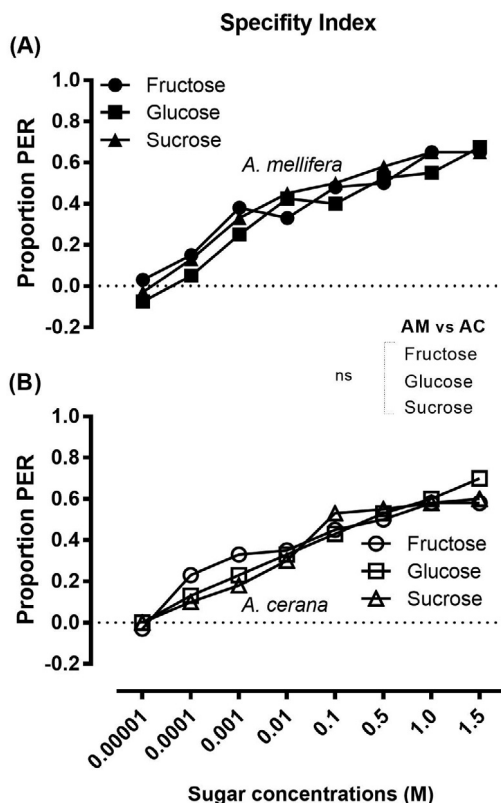 Specifity Index
(A)
Proportion PER
1.0
0.8
0.6
0.4
0.2
0.0
-0.2
Fructose
Glucose
Sucrose
A. mellifera
AM vs AC
ns
Fructose
Glucose
Sucrose
(B)
Proportion PER
1.0
0.8
0.6
0.4
0.2
0.0
-0.2
Fructose
Glucose
Sucrose
A. cerana
0.00001
0.0001
0.001
0.01
0.1
0.5
1.0
1.5
Sugar concentrations (M)